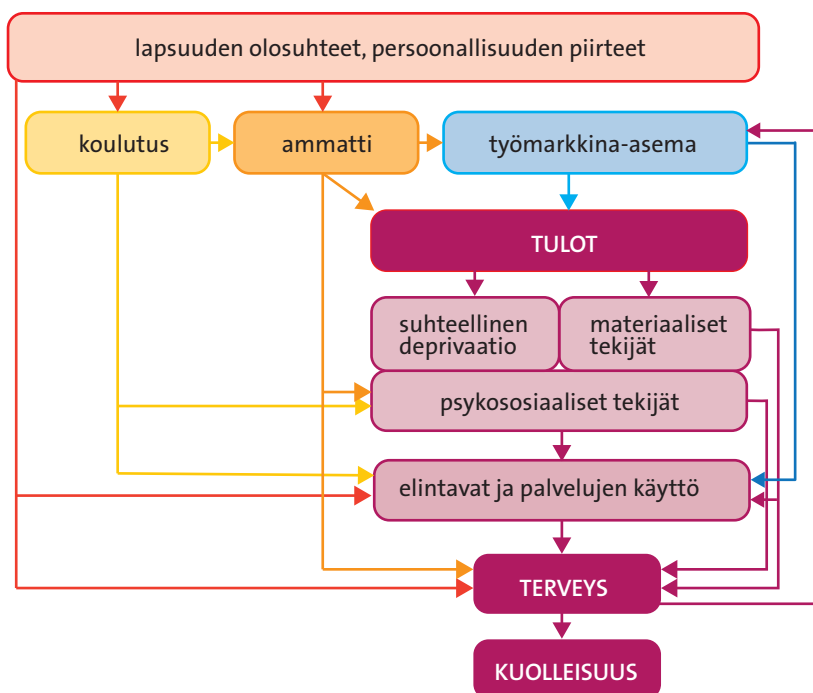 lapsuuden olosuhteet, persoonallisuuden piirteet
koulutus
ammatti
työmarkkina-asema
TULOT
suhteellinen
deprivaatio
materiaaliset
tekijät
psykososiaaliset tekijät
elintavat ja palvelujen käyttö
TERVEYS
KUOLLEISUUS